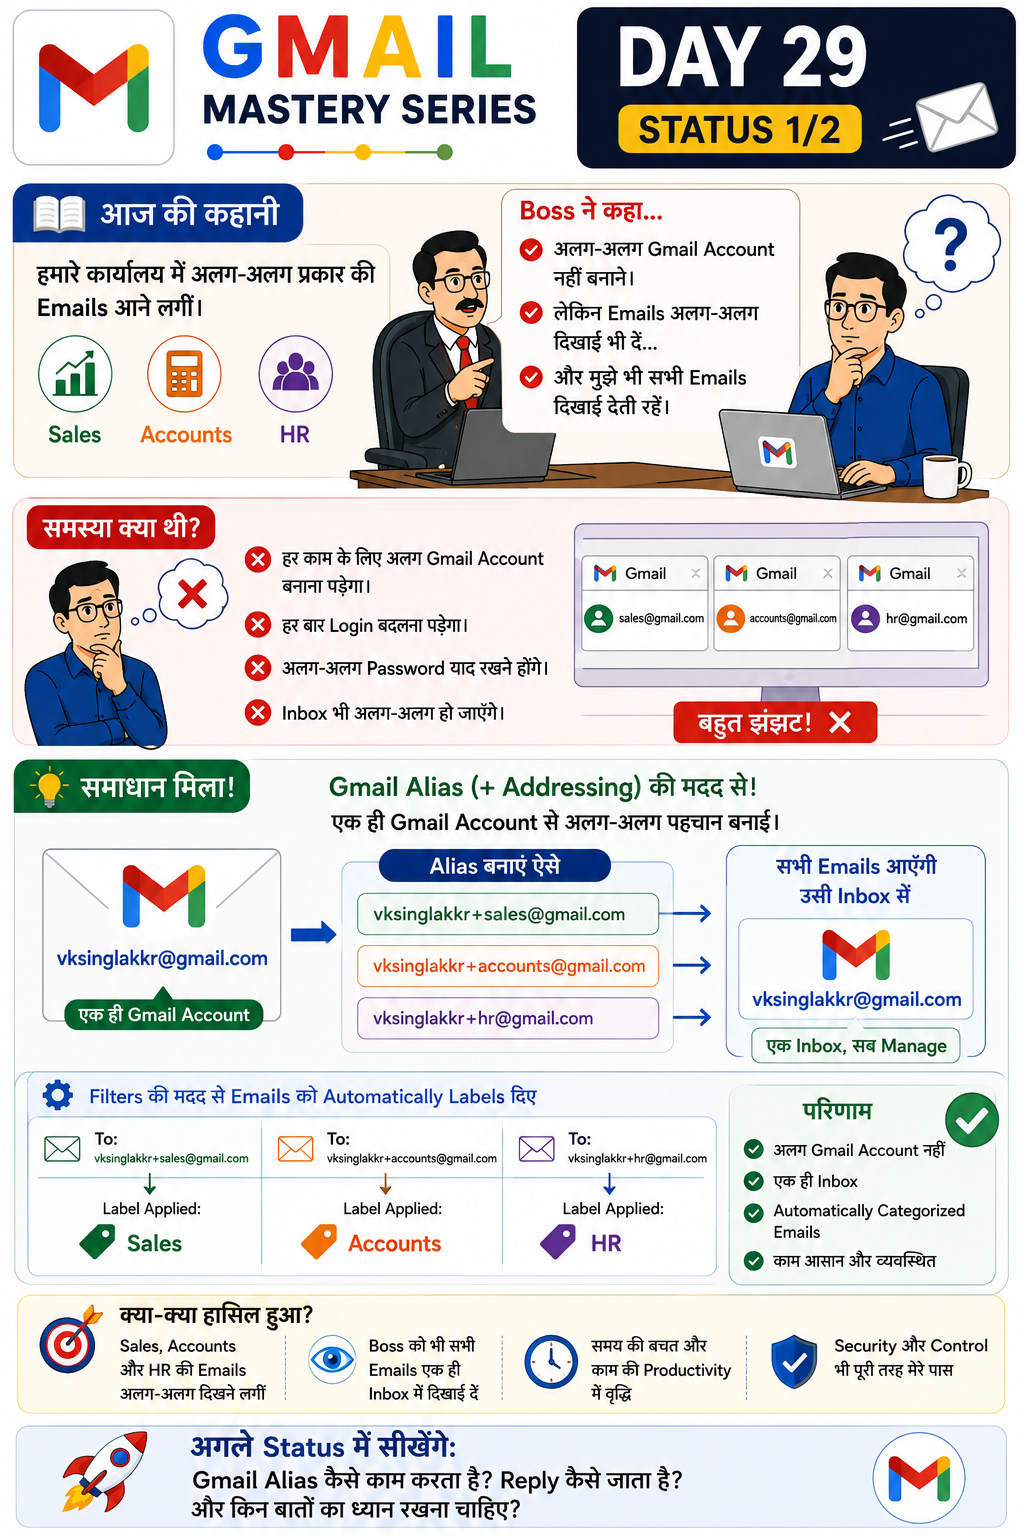 GMAIL
MASTERY SERIES
DAY 29
STATUS 1/2
आज की कहानी
हमारे कार्यालय में अलग-अलग प्रकार की
Emails आने लगीं।
Sales
Accounts
HR
Boss ने कहा...
अलग-अलग Gmail Account
नहीं बनाने।
लेकिन Emails अलग-अलग
दिखाई भी दें...
और मुझे भी सभी Emails
दिखाई देती रहें।
?
समस्या क्या थी?
हर काम के लिए अलग Gmail Account
बनाना पड़ेगा।
हर बार Login बदलना पड़ेगा।
अलग-अलग Password याद रखने होंगे।
Inbox भी अलग-अलग हो जाएँगे।
Gmail
Gmail
Gmail
sales@gmail.com
accounts@gmail.com
hr@gmail.com
बहुत झंझट!
समाधान मिला!
Gmail Alias (+ Addressing) की मदद से!
एक ही Gmail Account से अलग-अलग पहचान बनाई।
vksinglakkr@gmail.com
एक ही Gmail Account
Alias बनाएं ऐसे
vksinglakkr+sales@gmail.com
vksinglakkr+accounts@gmail.com
vksinglakkr+hr@gmail.com
सभी Emails आएँगी
उसी Inbox सें
vksinglakkr@gmail.com
एक Inbox, सब Manage
Filters की मदद से Emails को Automatically Labels दिए
To:
vksinglakkr+sales@gmail.com
Label Applied:
Sales
To:
vksinglakkr+accounts@gmail.com
Label Applied:
Accounts
To:
vksinglakkr+hr@gmail.com
Label Applied:
HR
परिणाम
अलग Gmail Account नहीं
एक ही Inbox
Automatically Categorized
Emails
काम आसान और व्यवस्थित
क्या-क्या हासिल हुआ?
Sales, Accounts
और HR की Emails
अलग-अलग दिखने लगीं
Boss को भी सभी
Emails एक ही
Inbox में दिखाई दें
समय की बचत और
काम की Productivity
में वृद्धि
Security और Control
भी पूरी तरह मेरे पास
अगले Status में सीखेंगे:
Gmail Alias कैसे काम करता है? Reply कैसे जाता है?
और किन बातों का ध्यान रखना चाहिए?